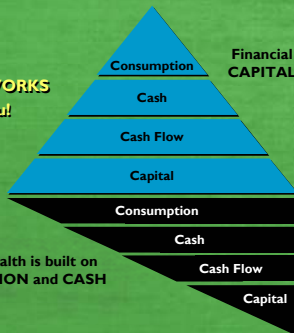 Financial
CAPITAL
WORKS
u!
Consumption
Cash
Cash Flow
Capital
Consumption
Cash
Cash Flow
Capital
alth is built on
ION and CASH